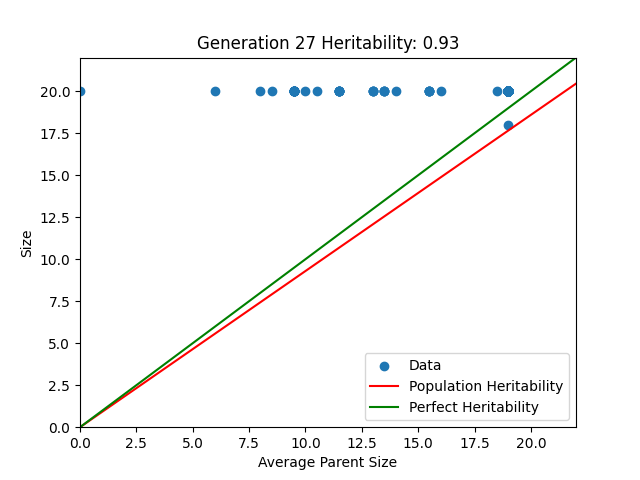 Generation 27 Heritability: 0.93
Size
20.0
17.5
15.0
12.5
10.0
7.5
5.0
2.5
0.0
Data
Population Heritability
Perfect Heritability
0.0 2.5 5.0 7.5 10.0 12.5 15.0 17.5 20.0
Average Parent Size